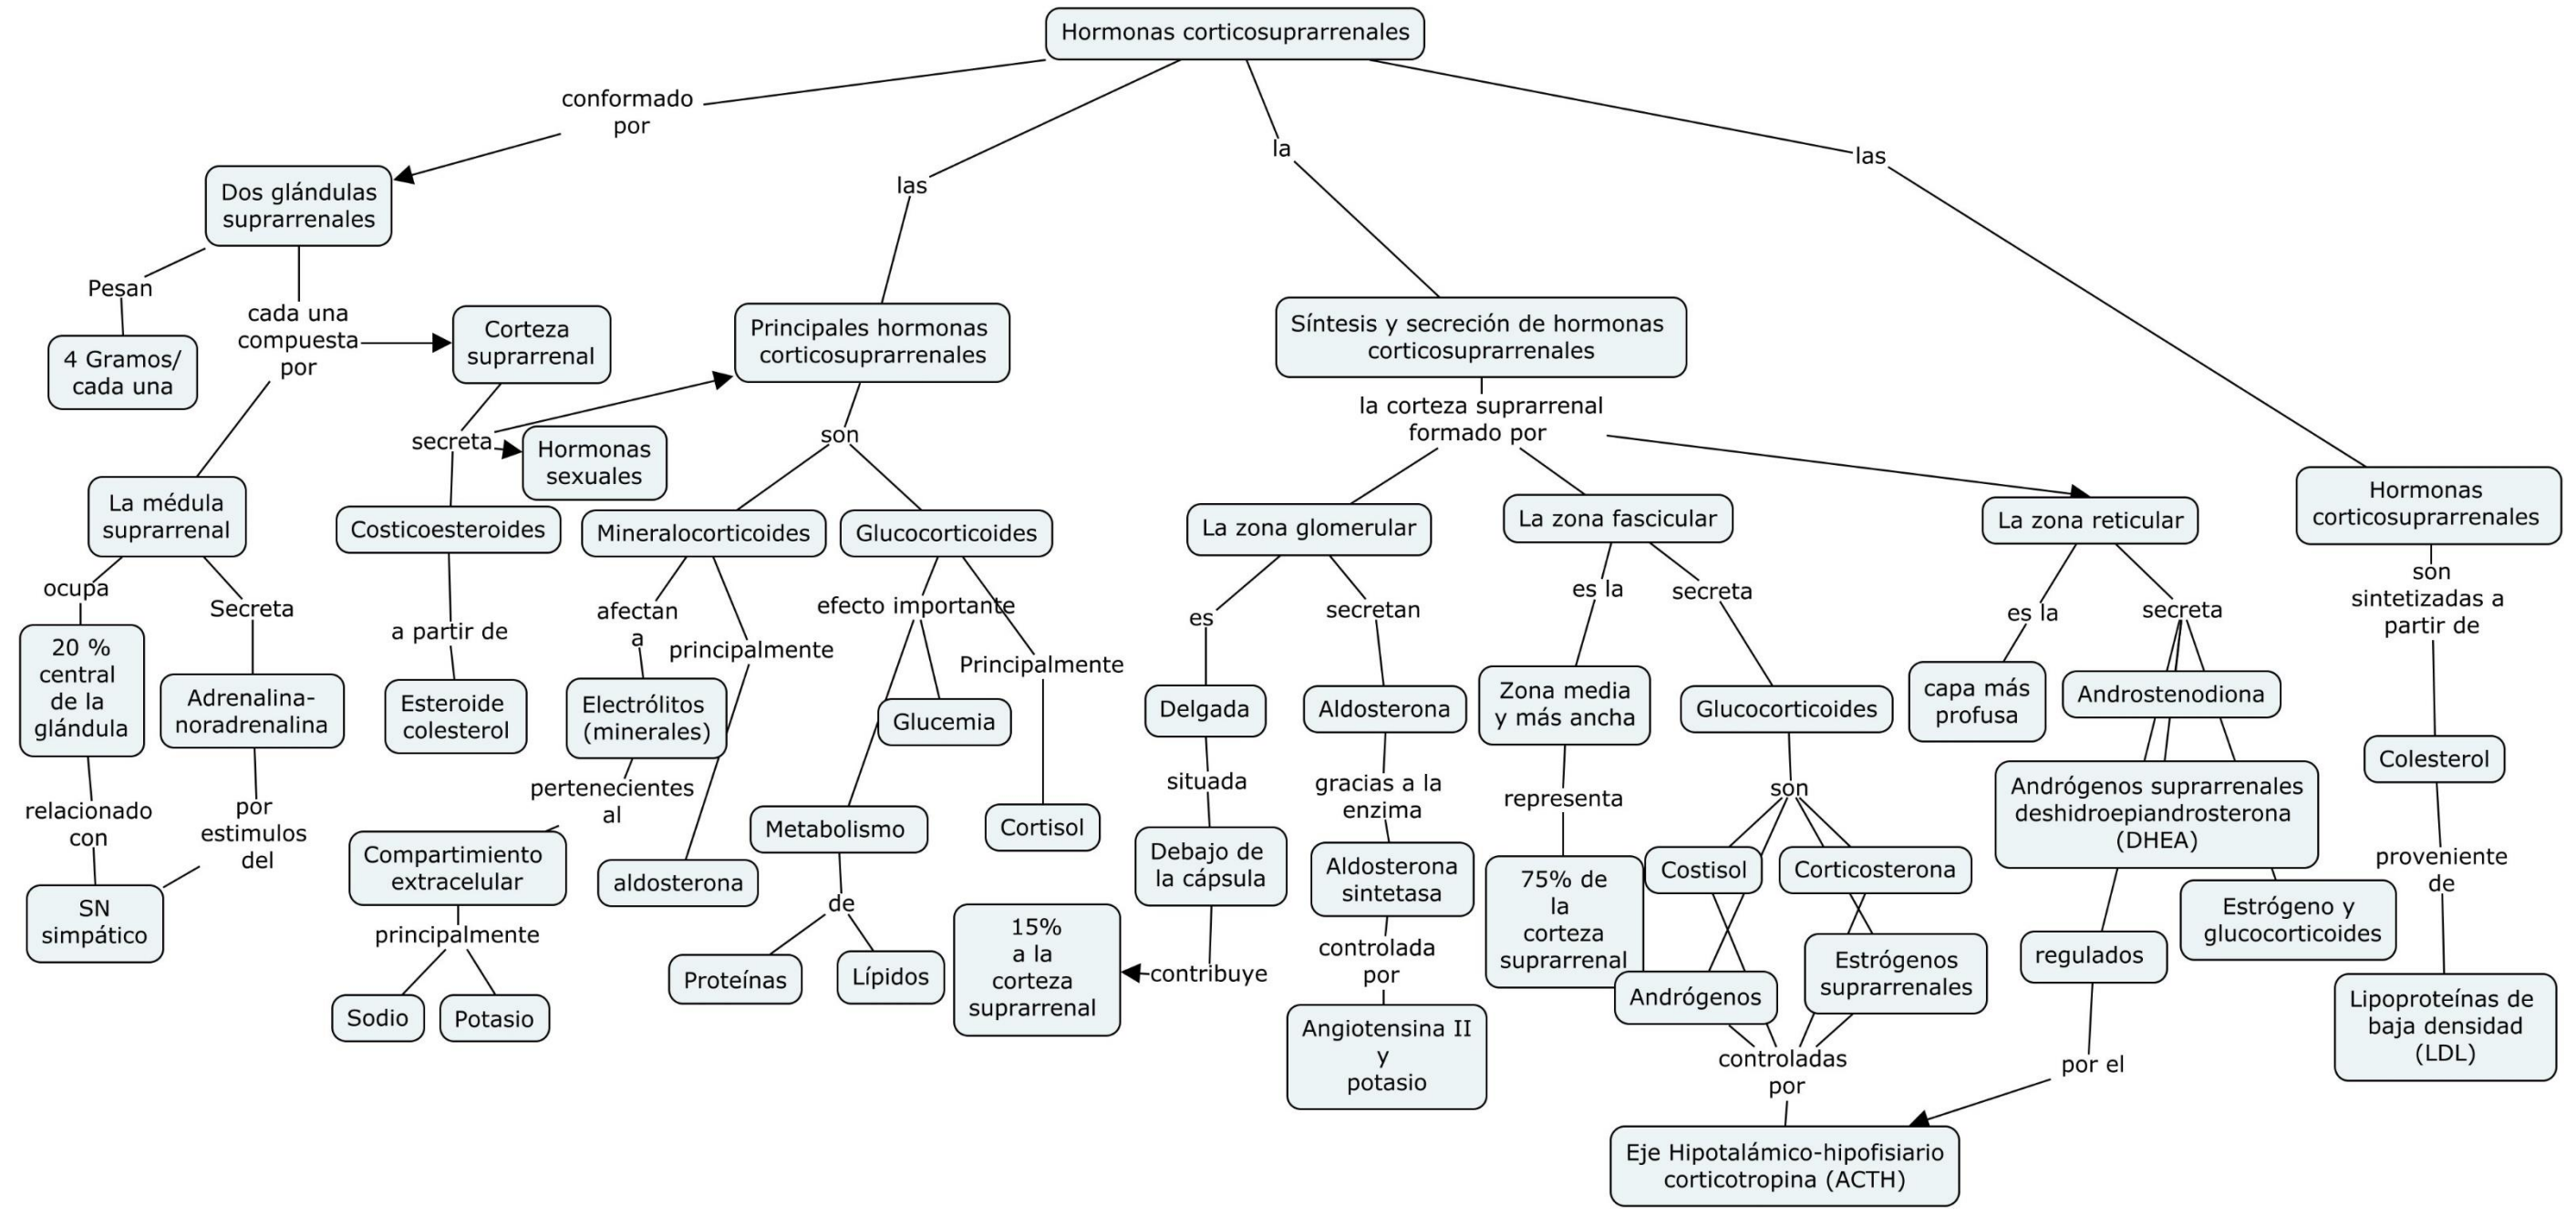 Hormonas corticosuprarrenales
conformado
por
la
las
las
Dos glándulas
suprarrenales
Pesan
4 Gramos/
cada una
cada una
compuesta
por
Corteza
suprarrenal
Principales hormonas
corticosuprarrenales
Síntesis y secreción de hormonas
corticosuprarrenales
la corteza suprarrenal
formado por
secreta
Hormonas
sexuales
son
La médula
suprarrenal
Costicoesteroides
Mineralocorticoides
Glucocorticoides
La zona glomerular
La zona fascicular
La zona reticular
Hormonas
corticosuprarrenales
ocupa
Secreta
20 %
central
de la
glándula
Adrenalina-
noradrenalina
relacionado
con
por
estimulos
del
SN
simpático
a partir de
Esteroide
colesterol
afectan
a
principalmente
Electrólitos
(minerales)
pertenecientes
al
Compartimiento
extracelular
principalmente
Sodio
Potasio
aldosterona
efecto importante
Principalmente
Glucemia
Metabolismo
Cortisol
de
Proteínas
Lípidos
es
secretan
Delgada
situada
Debajo de
la cápsula
contribuye
15%
a la
corteza
suprarrenal
Aldosterona
gracias a la
enzima
Aldosterona
sintetasa
controlada
por
Angiotensina II
y
potasio
es la
secreta
Zona media
y más ancha
representa
75% de
la
corteza
suprarrenal
Glucocorticoides
son
Costisol
Corticosterona
Andrógenos
Estrógenos
suprarrenales
controladas
por
Eje Hipotalámico-hipofisiario
corticotropina (ACTH)
es la
secreta
capa más
profusa
Androstenodiona
Andrógenos suprarrenales
deshidroepiandrosterona
(DHEA)
Estrógeno y
glucocorticoides
regulados
por el
son
sintetizadas a
partir de
Colesterol
proveniente
de
Lipoproteínas de
baja densidad
(LDL)